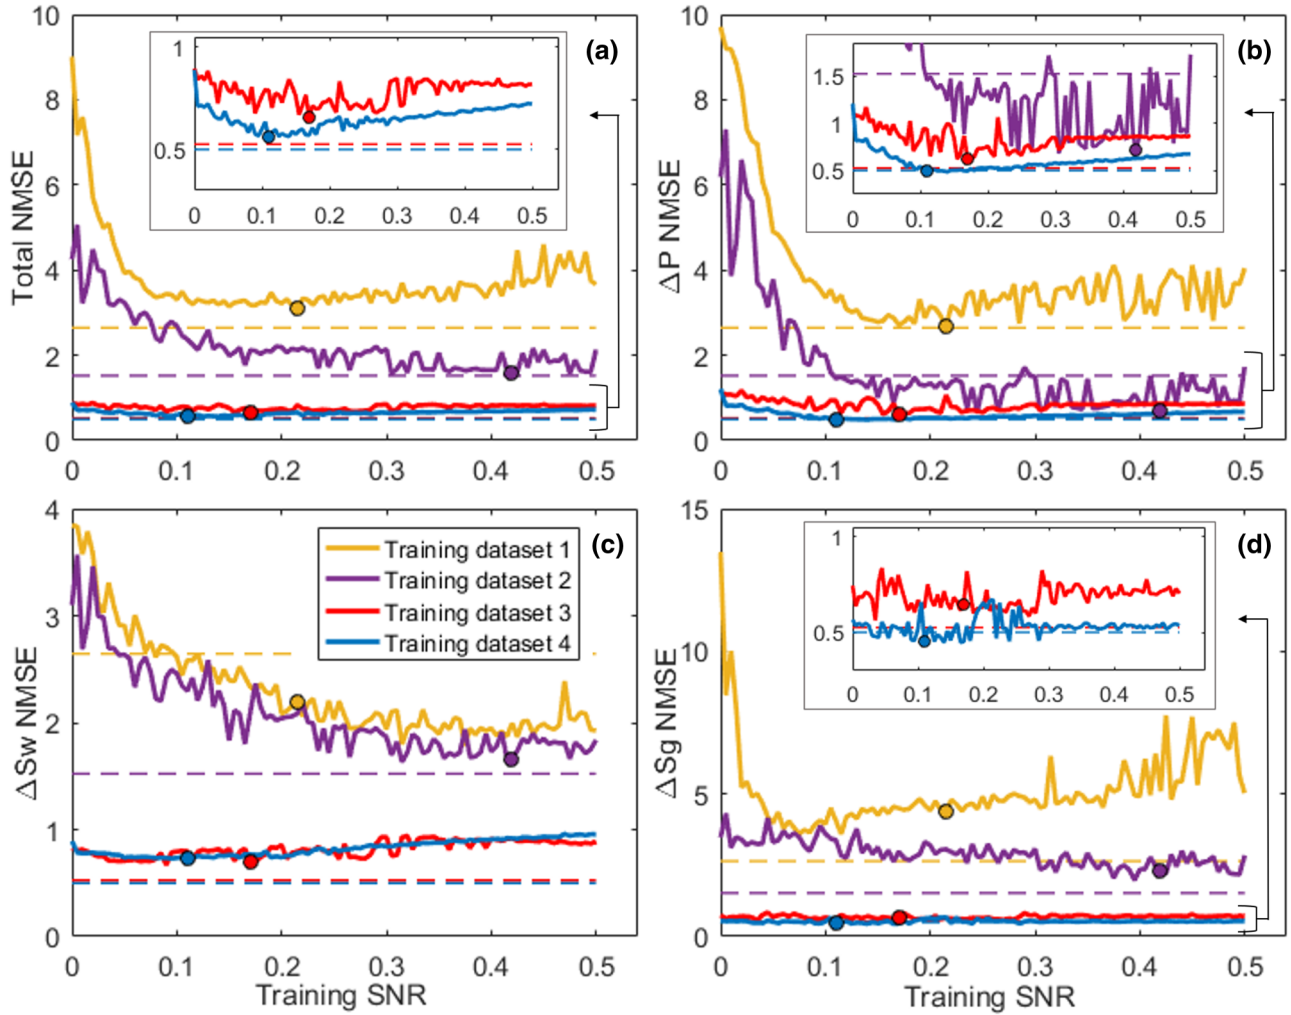 10
8
6
4
2
0
Total NMSE
(a)
1
0.5
0 0.1 0.2 0.3 0.4 0.5
0 0.1 0.2 0.3 0.4 0.5
10
8
6
4
2
0
ΔP NMSE
(b)
1.5
1
0.5
0 0.1 0.2 0.3 0.4 0.5
0 0.1 0.2 0.3 0.4 0.5
4
3
2
1
0
ΔSw NMSE
(c)
Training dataset 1
Training dataset 2
Training dataset 3
Training dataset 4
0 0.1 0.2 0.3 0.4 0.5
Training SNR
15
10
5
0
ΔSg NMSE
(d)
1
0.5
0 0.1 0.2 0.3 0.4 0.5
0 0.1 0.2 0.3 0.4 0.5
Training SNR